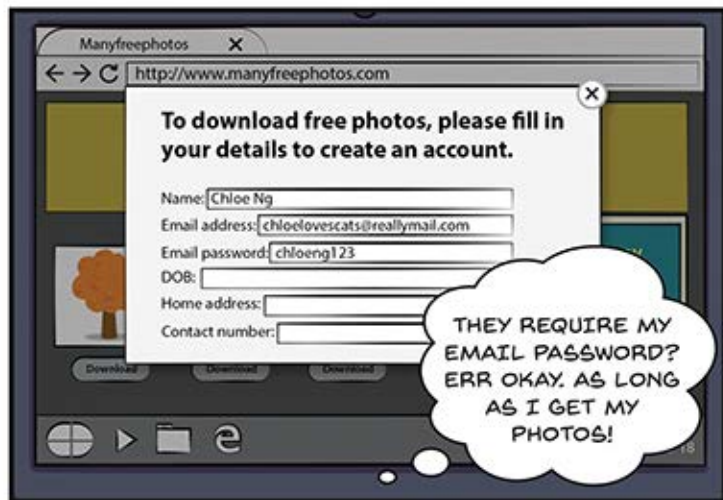 Manyfreephotos X
http://www.manyfreephotos.com
To download free photos, please fill in
your details to create an account.
Name: Chloe Ng
Email address: chloelovescats@reallymail.com
Email password: chloeng123
DOB:
Home address:
Contact number:
Download Download Download
THEY REQUIRE MY
EMAIL PASSWORD?
ERR OKAY. AS LONG
AS I GET MY
PHOTOS!
18